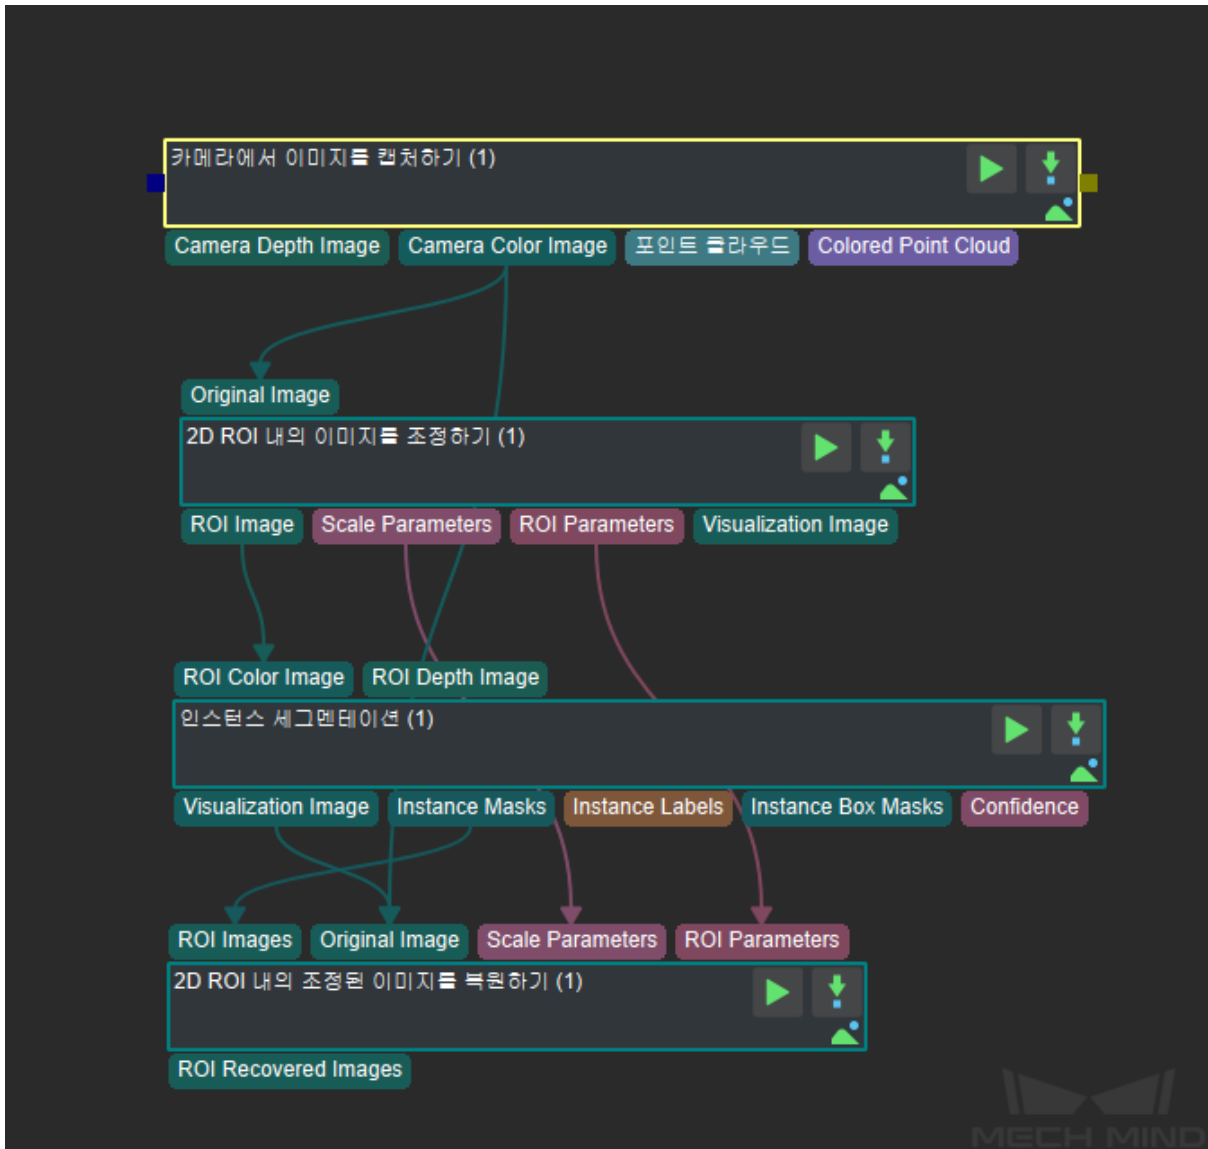 카메라에서 이미지를 캡처하기 (1)
Camera Depth Image Camera Color Image 포인트 클라우드 Colored Point Cloud
Original Image
2D ROI 내의 이미지를 조정하기 (1)
ROI Image Scale Parameters ROI Parameters Visualization Image
ROI Color Image ROI Depth Image
인스턴스 세그멘테이션 (1)
Visualization Image Instance Masks Instance Labels Instance Box Masks Confidence
ROI Images Original Image Scale Parameters ROI Parameters
2D ROI 내의 조정된 이미지를 복원하기 (1)
ROI Recovered Images
MECH MIND